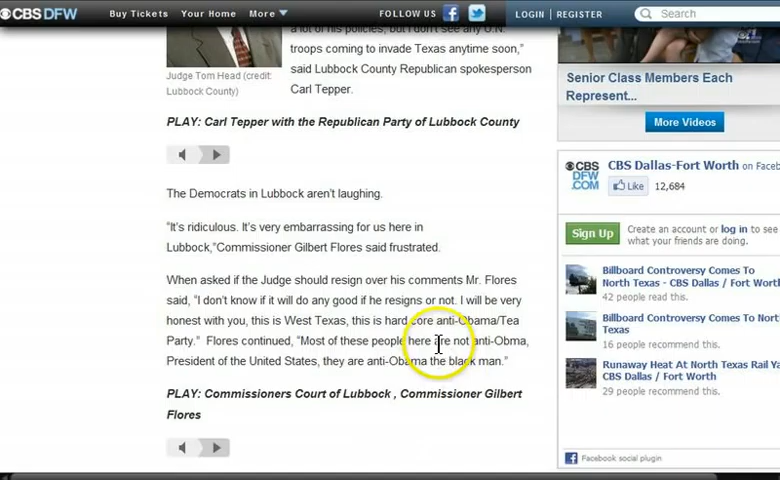 CBS DFW
Buy Tickets
Your Home
More
FOLLOW US
LOGIN | REGISTER
Search
a lot of his policies, but I don't see any U.N.
troops coming to invade Texas anytime soon,"
said Lubbock County Republican spokesperson
Carl Tepper.
Judge Tom Head (credit:
Lubbock County)
PLAY: Carl Tepper with the Republican Party of Lubbock County
The Democrats in Lubbock aren't laughing.
"It's ridiculous. It's very embarrassing for us here in
Lubbock,"Commissioner Gilbert Flores said frustrated.
When asked if the Judge should resign over his comments Mr. Flores
said, "I don't know if it will do any good if he resigns or not. I will be very
honest with you, this is West Texas, this is hard core anti-Obama/Tea
Party."  Flores continued, "Most of these people here are not anti-Obma,
President of the United States, they are anti-Obama the black man."
PLAY: Commissioners Court of Lubbock , Commissioner Gilbert
Flores
Senior Class Members Each
Represent...
More Videos
CBS
DFW
.COM
CBS Dallas-Fort Worth on Faceb
Like
12,684
Sign Up
Create an account or log in to see
what your friends are doing.
Billboard Controversy Comes To
North Texas - CBS Dallas / Fort Worth
42 people read this.
Billboard Controversy Comes To North
Texas
16 people recommend this.
Runaway Heat At North Texas Rail Ya
CBS Dallas / Fort Worth
29 people recommend this.
Facebook social plugin